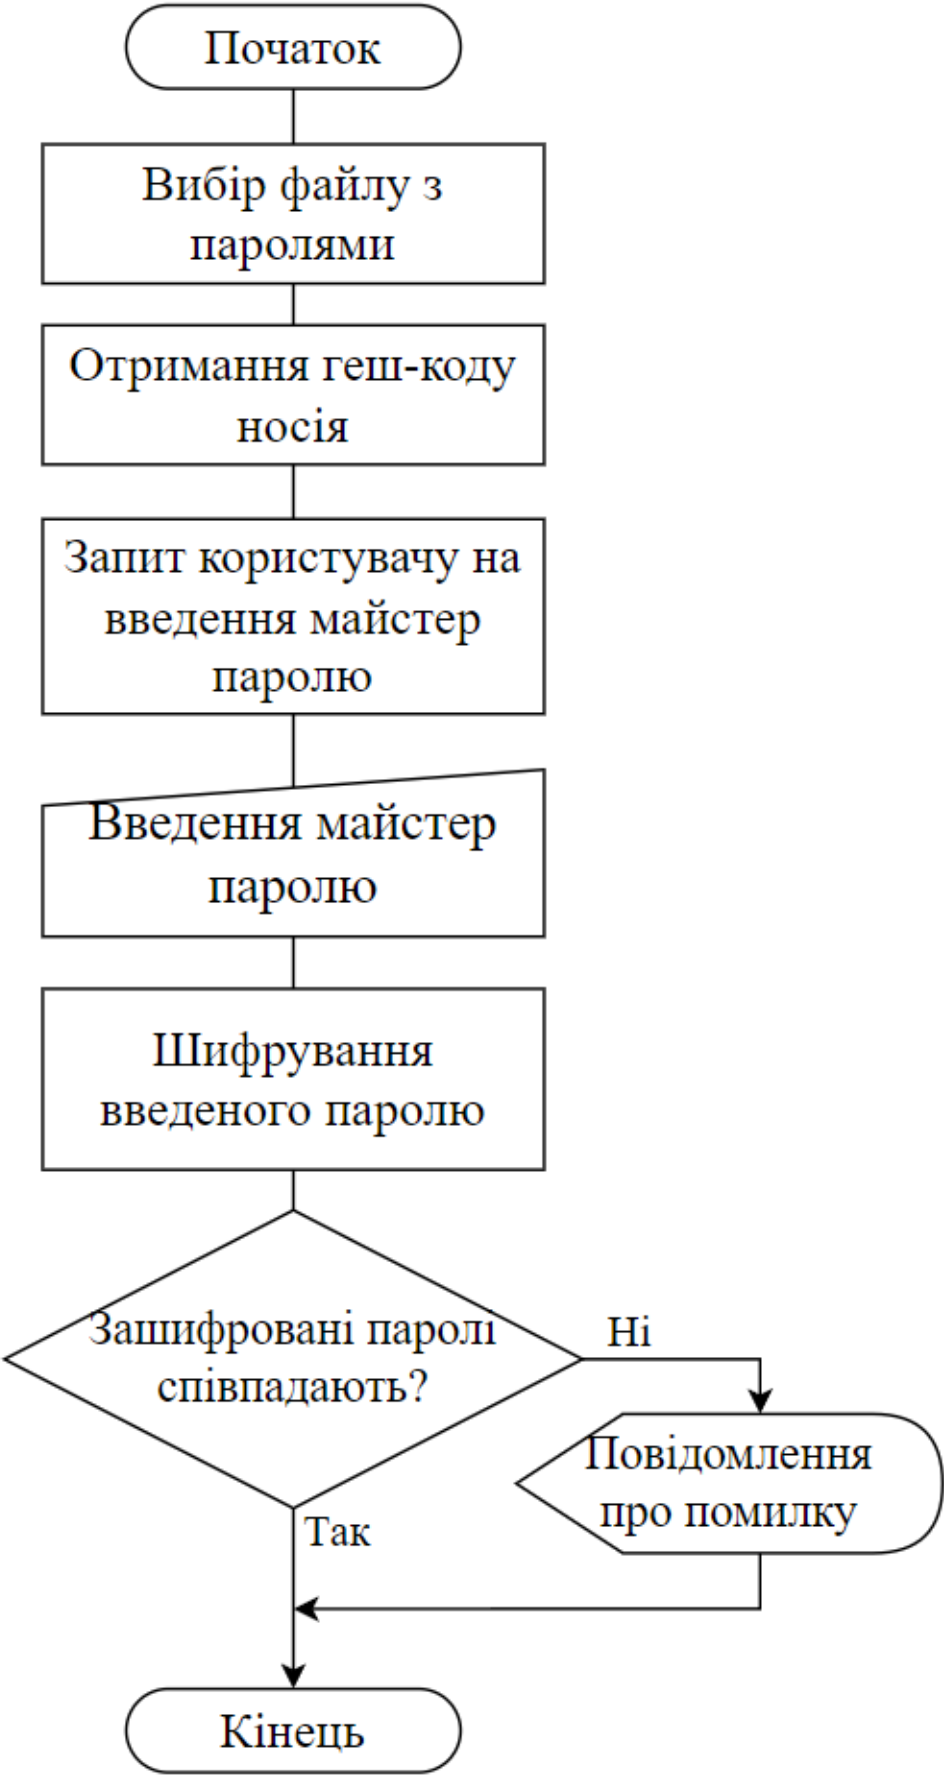 Початок
Вибір файлу з
паролями
Отримання геш-коду
носія
Запит користувачу на
введення майстер
паролю
Введення майстер
паролю
Шифрування
введеного паролю
Зашифровані паролі
співпадають?
Ні
Повідомлення
про помилку
Так
Кінець